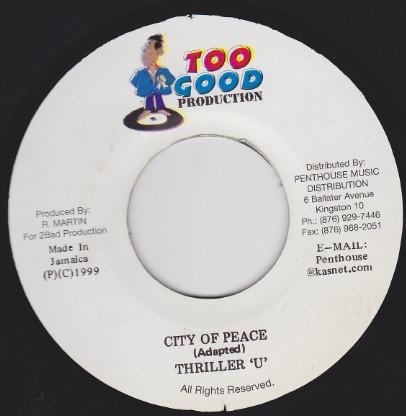 TOO
GOOD
PRODUCTION
Produced By:
R. MARTIN
For 2Bad Production
Made In
Jamaica
(P)(C)1999
Distributed By:
PENTHOUSE MUSIC
DISTRIBUTION
6 Ballater Avenue
Kingston 10
Ph.: (876) 929-7446
Fax: (876) 968-2051
E-MAIL:
Penthouse
@kasnet.com
CITY OF PEACE
(Adapted)
THRILLER 'U'
All Rights Reserved.